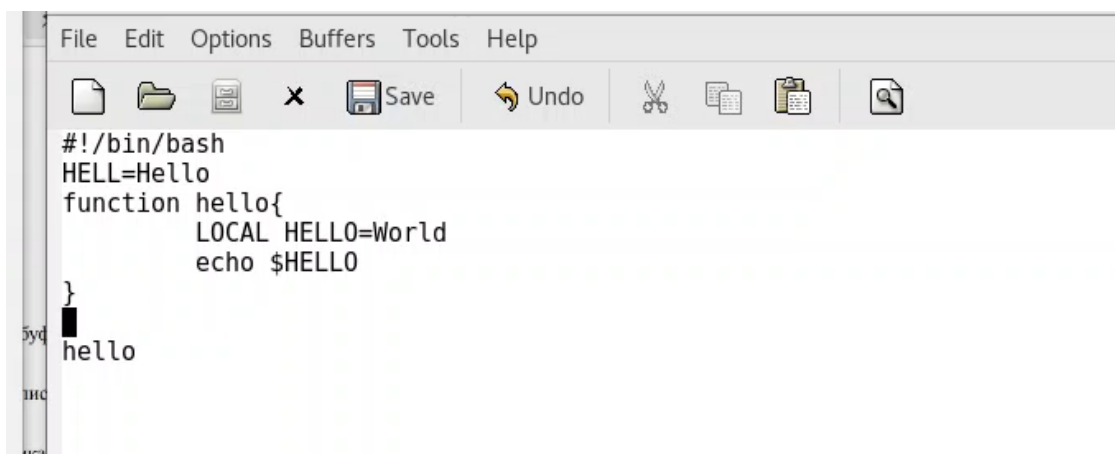 File Edit Options Buffers Tools Help
Save Undo
#!/bin/bash
HELL=Hello
function hello{
        LOCAL HELLO=World
        echo $HELLO
}
hello